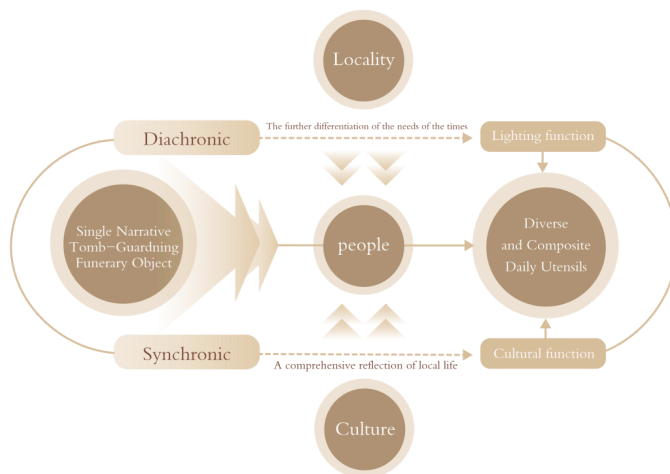 Locality
Diachronic
The further differentiation of the needs of the times
Lighting function
Single Narrative
Tomb-Guardning
Funerary Object
people
Diverse
and Composite
Daily Utensils
Synchronic
A comprehensive reflection of local life
Cultural function
Culture